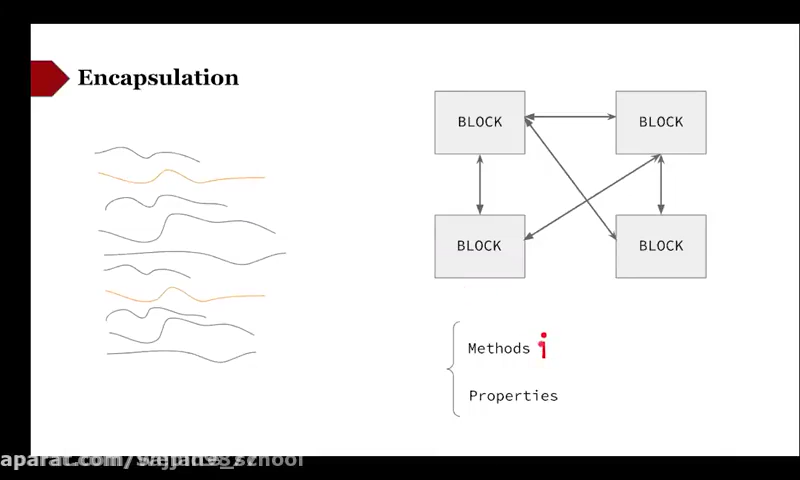 Encapsulation
BLOCK BLOCK
BLOCK BLOCK
Methods
Properties
aparat.com/